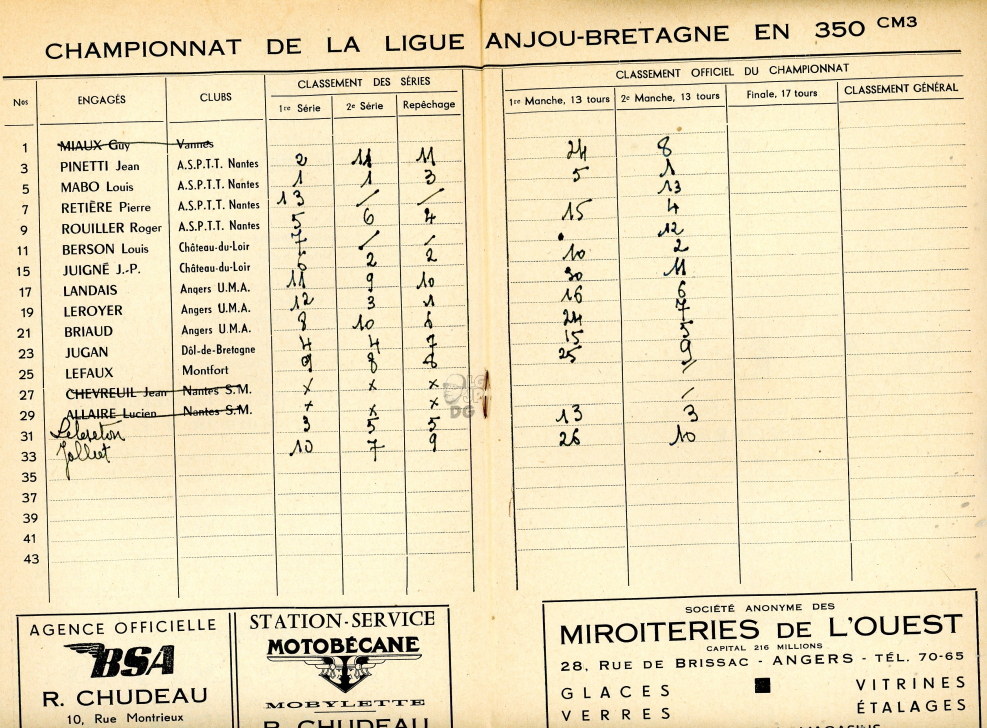 CHAMPIONNAT DE LA LIGUE ANJOU-BRETAGNE EN 350 CM3
CLASSEMENT DES SÉRIES
CLASSEMENT OFFICIEL DU CHAMPIONNAT
Nos ENGAGÉS CLUBS 1re Série 2e Série Repêchage 1re Manche, 13 tours 2e Manche, 13 tours Finale, 17 tours CLASSEMENT GÉNÉRAL
1 MIAUX Guy Vannes
3 PINETTI Jean A.S.P.T.T. Nantes 2 11 11 24 8
5 MABO Louis A.S.P.T.T. Nantes 1 1 3 5 1
7 RETIÈRE Pierre A.S.P.T.T. Nantes 13 / / 13
9 ROUILLER Roger A.S.P.T.T. Nantes 5 6 4 15 4
11 BERSON Louis Château-du-Loir 7 / / 12
15 JUIGNÉ J.-P. Château-du-Loir 6 2 2 10 2
17 LANDAIS Angers U.M.A. 11 9 10 30 11
19 LEROYER Angers U.M.A. 12 3 1 16 6
21 BRIAUD Angers U.M.A. 8 10 24 7
23 JUGAN Dôl-de-Bretagne 4 4 7 15 5
25 LEFAUX Montfort 9 8 25 9
27 CHEVREUIL Jean Nantes S.M. x x x /
29 ALLAIRE Lucien Nantes S.M. x x x /
31 3 5 5 13 3
33 10 7 9 26 10
35
37
39
41
43
AGENCE OFFICIELLE
BSA
R. CHUDEAU
10, Rue Montrieux
STATION-SERVICE
MOTOBÉCANE
MOBYLETTE
R. CHUDEAU
SOCIÉTÉ ANONYME DES
MIROITERIES DE L'OUEST
CAPITAL 216 MILLIONS
28, RUE DE BRISSAC - ANGERS - TÉL. 70-65
GLACES ■ VITRINES
VERRES ÉTALAGES
DG